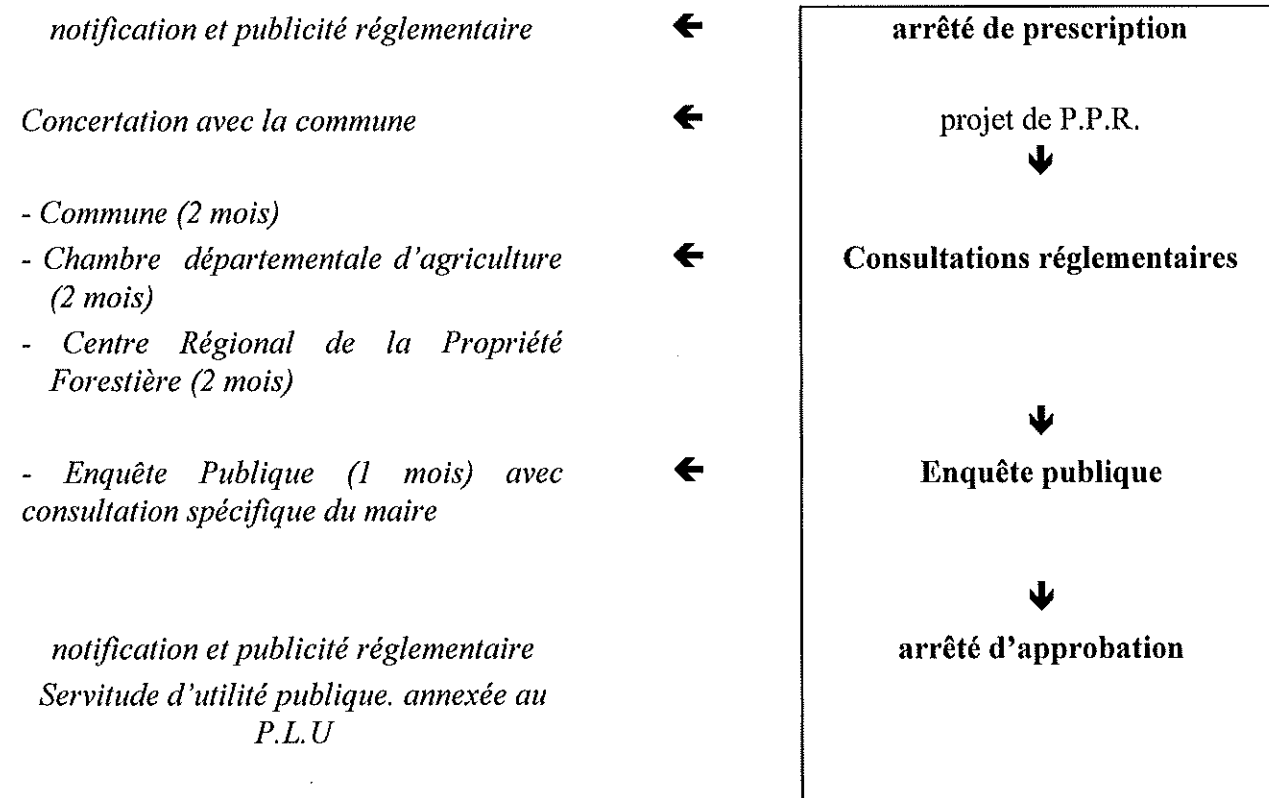 notification et publicité réglementaire ← arrêté de prescription
Concertation avec la commune ← projet de P.P.R.
↓
- Commune (2 mois)
- Chambre départementale d'agriculture ← Consultations réglementaires
(2 mois)
- Centre Régional de la Propriété
Forestière (2 mois)
↓
- Enquête Publique (1 mois) avec ← Enquête publique
consultation spécifique du maire
↓
notification et publicité réglementaire arrêté d'approbation
Servitude d'utilité publique. annexée au
P.L.U